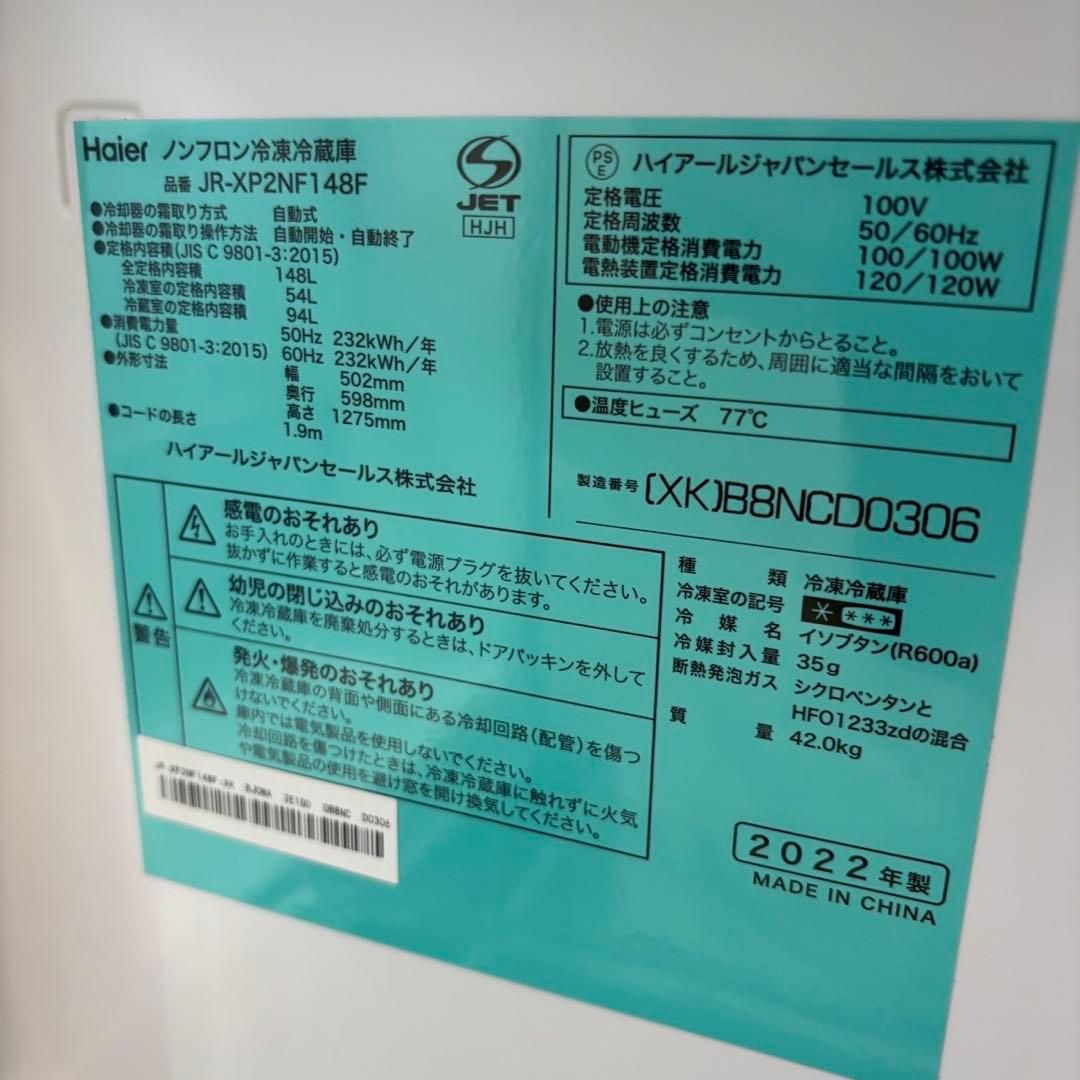 Haier ノンフロン冷凍冷蔵庫
品番 JR-XP2NF148F
●冷却器の霜取り方式 自動式
●冷却器の霜取り操作方法 自動開始・自動終了
●定格内容積(JIS C 9801-3:2015)
全定格内容積 148L
冷凍室の定格内容積 54L
冷蔵室の定格内容積 94L
●消費電力量 50Hz 232kWh/年
(JIS C 9801-3:2015) 60Hz 232kWh/年
●外形寸法 幅 502mm
奥行 598mm
高さ 1275mm
●コードの長さ 1.9m
ハイアールジャパンセールス株式会社
JET
HJH
PSE ハイアールジャパンセールス株式会社
定格電圧 100V
定格周波数 50/60Hz
電動機定格消費電力 100/100W
電熱装置定格消費電力 120/120W
●使用上の注意
1.電源は必ずコンセントからとること。
2.放熱を良くするため、周囲に適当な間隔をおいて
設置すること。
●温度ヒューズ 77℃
製造番号 (XK)B8NCD0306
警告
感電のおそれあり
お手入れのときには、必ず電源プラグを抜いてください。
抜かずに作業すると感電のおそれがあります。
幼児の閉じ込みのおそれあり
冷凍冷蔵庫を廃棄処分するときは、ドアパッキンを外して
ください。
発火・爆発のおそれあり
冷凍冷蔵庫の背面や側面にある冷却回路(配管)を傷つ
けないでください。
庫内では電気製品を使用しないでください。
冷却回路を傷つけたときは、冷凍冷蔵庫に触れずに火気
や電気製品の使用を避け窓を開け換気してください。
種類 冷凍冷蔵庫
冷凍室の記号 * ***
冷媒名 イソブタン(R600a)
冷媒封入量 35g
断熱発泡ガス シクロペンタンと
HFO1233zdの混合
質量 42.0kg
JR-XP2NF148F-XK BJ0MA 2E1Q0 DB8NC D0306
2022年製
MADE IN CHINA